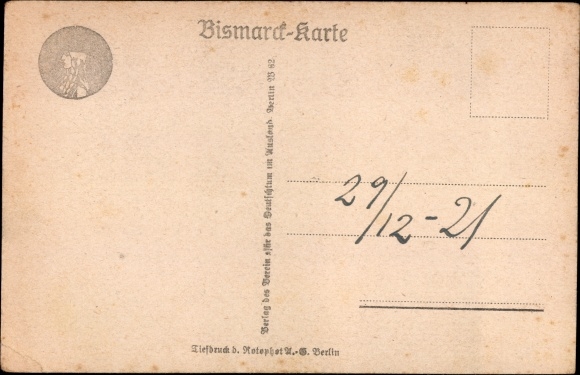 Bismarck-Karte
Verlag des Verein s für das Deutschtum im Ausland. Berlin W 62
29/12-21
Tiefdruck d. Rotophot A.-G. Berlin